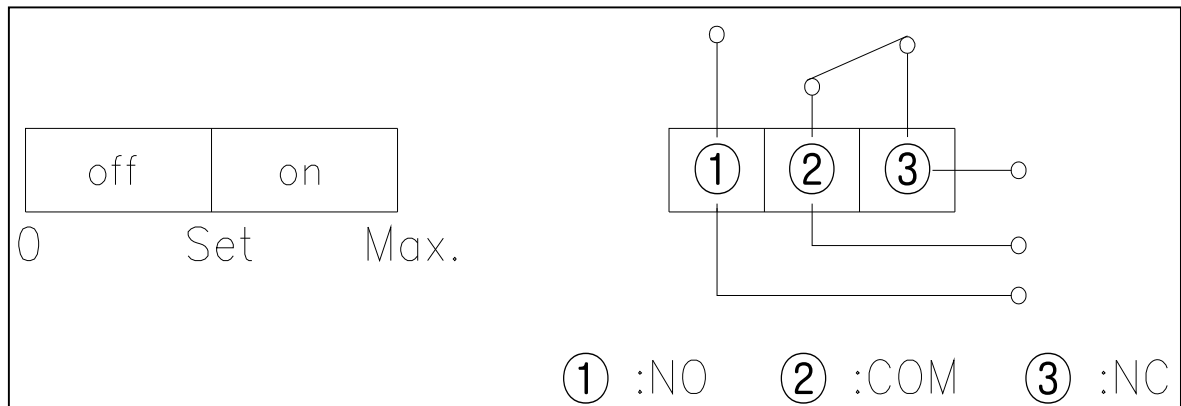 off on
① ② ③
0 Set Max.
① :NO ② :COM ③ :NC